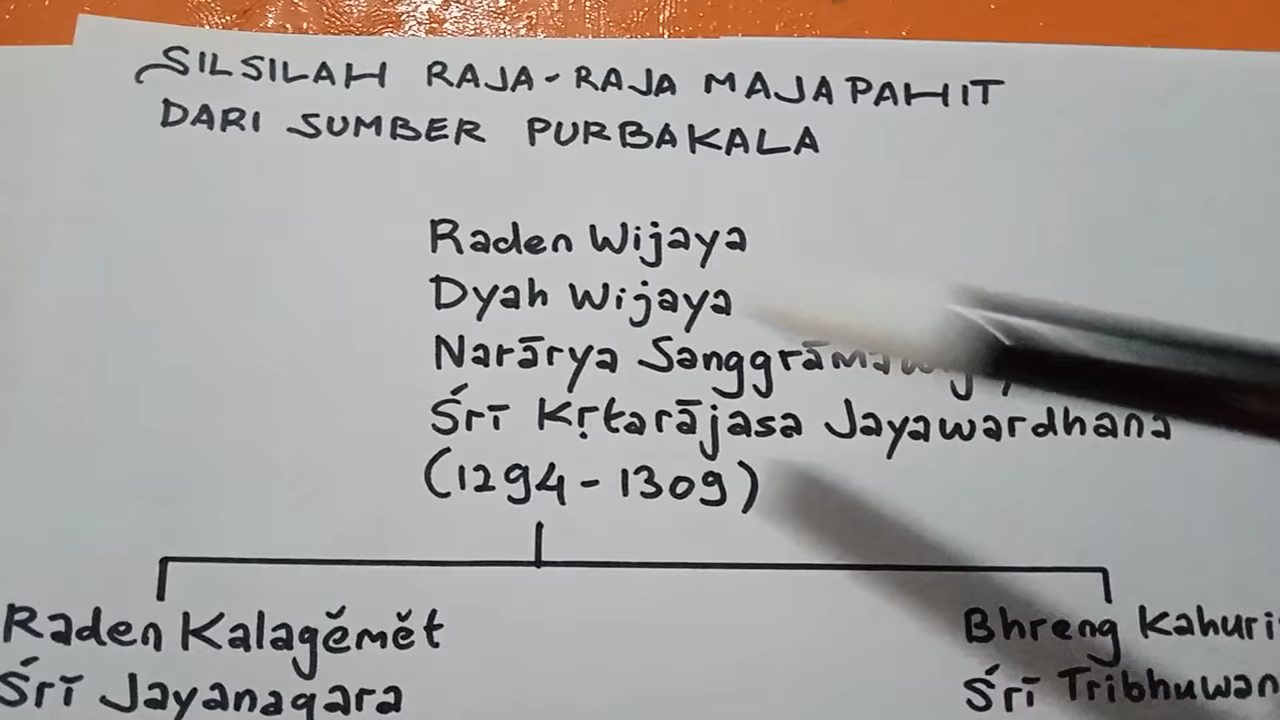 SILSILAH RAJA-RAJA MAJAPAHIT
DARI SUMBER PURBAKALA
Raden Wijaya
Dyah Wijaya
Narārya
Śrī Kṛtarājasa Jayawardhana
(1294-1309)
Raden Kalagĕmĕt
Bhreng Kahuri
Śrī Jayanagara
Śrī Tribhuwan